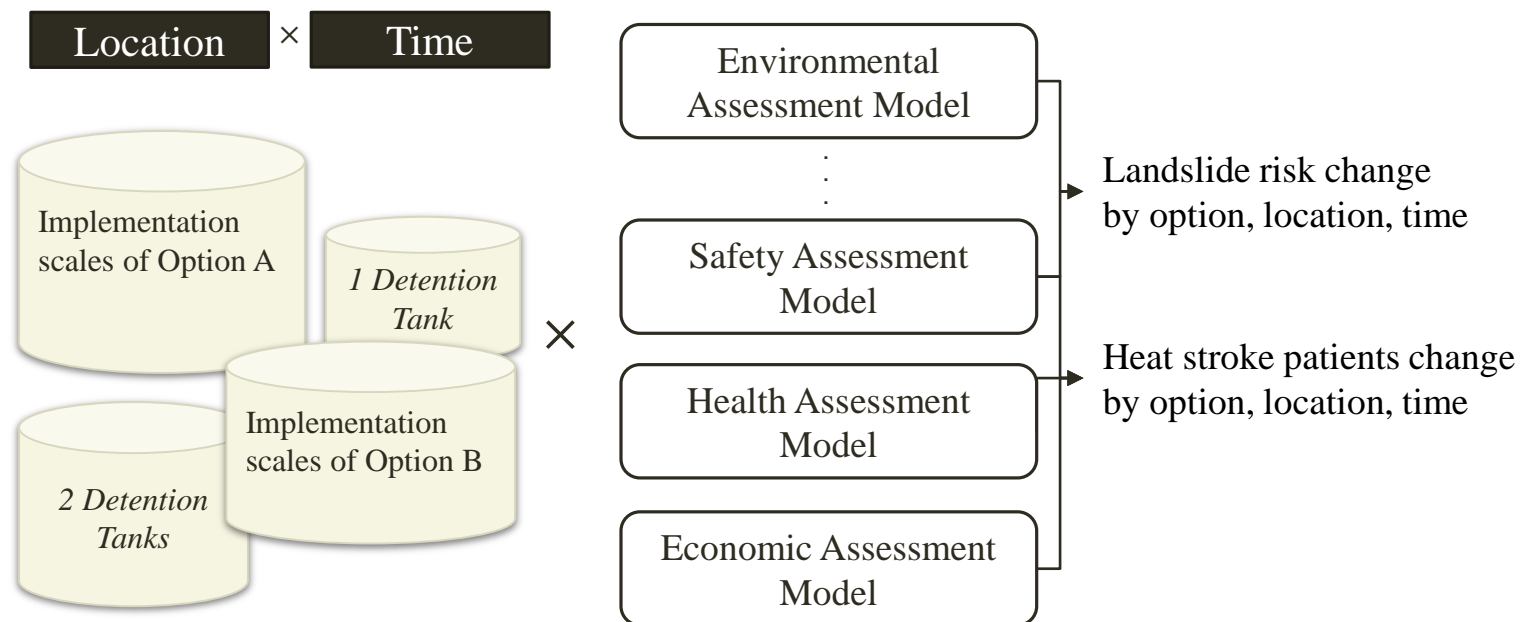 Location × Time
Implementation
scales of Option A
1 Detention
Tank
Implementation
scales of Option B
2 Detention
Tanks
×
Environmental
Assessment Model
.
.
.
Safety Assessment
Model
Health Assessment
Model
Economic Assessment
Model
Landslide risk change
by option, location, time
Heat stroke patients change
by option, location, time